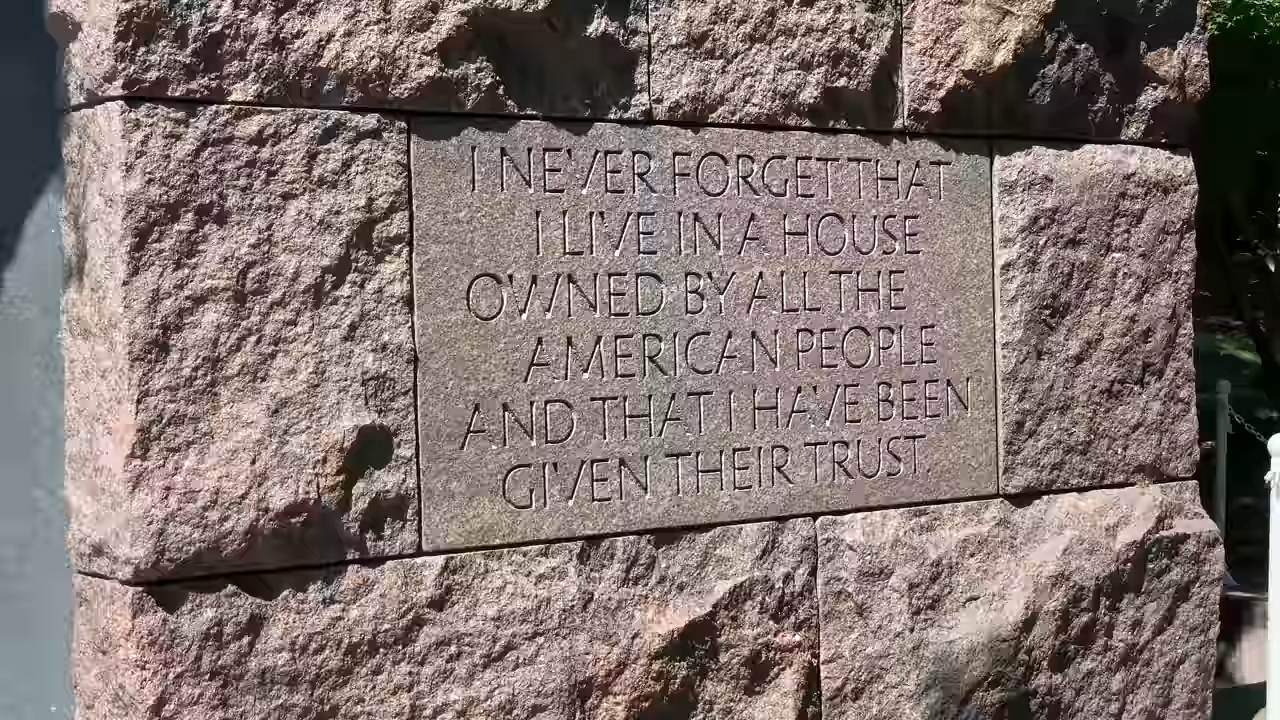 I NEVER FORGET THAT
I LIVE IN A HOUSE
OWNED BY ALL THE
AMERICAN PEOPLE
AND THAT I HAVE BEEN
GIVEN THEIR TRUST.